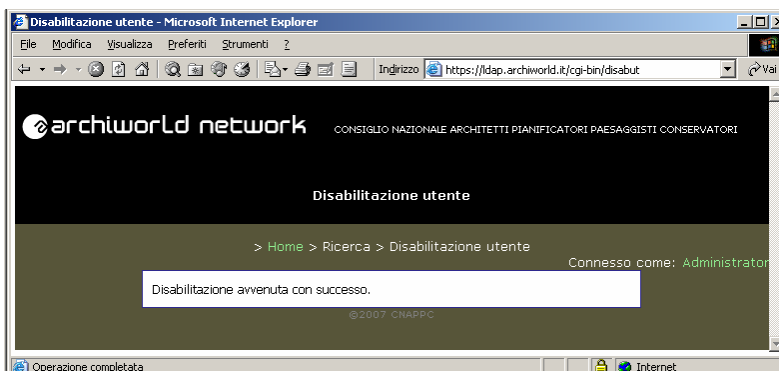 Disabilitazione utente - Microsoft Internet Explorer
File Modifica Visualizza Preferiti Strumenti ?
Indirizzo https://ldap.archiworld.it/cgi-bin/disabut Vai
archiworld network CONSIGLIO NAZIONALE ARCHITETTI PIANIFICATORI PAESAGGISTI CONSERVATORI
Disabilitazione utente
> Home > Ricerca > Disabilitazione utente
Connesso come: Administrator
Disabilitazione avvenuta con successo.
©2007 CNAPPC
Operazione completata Internet